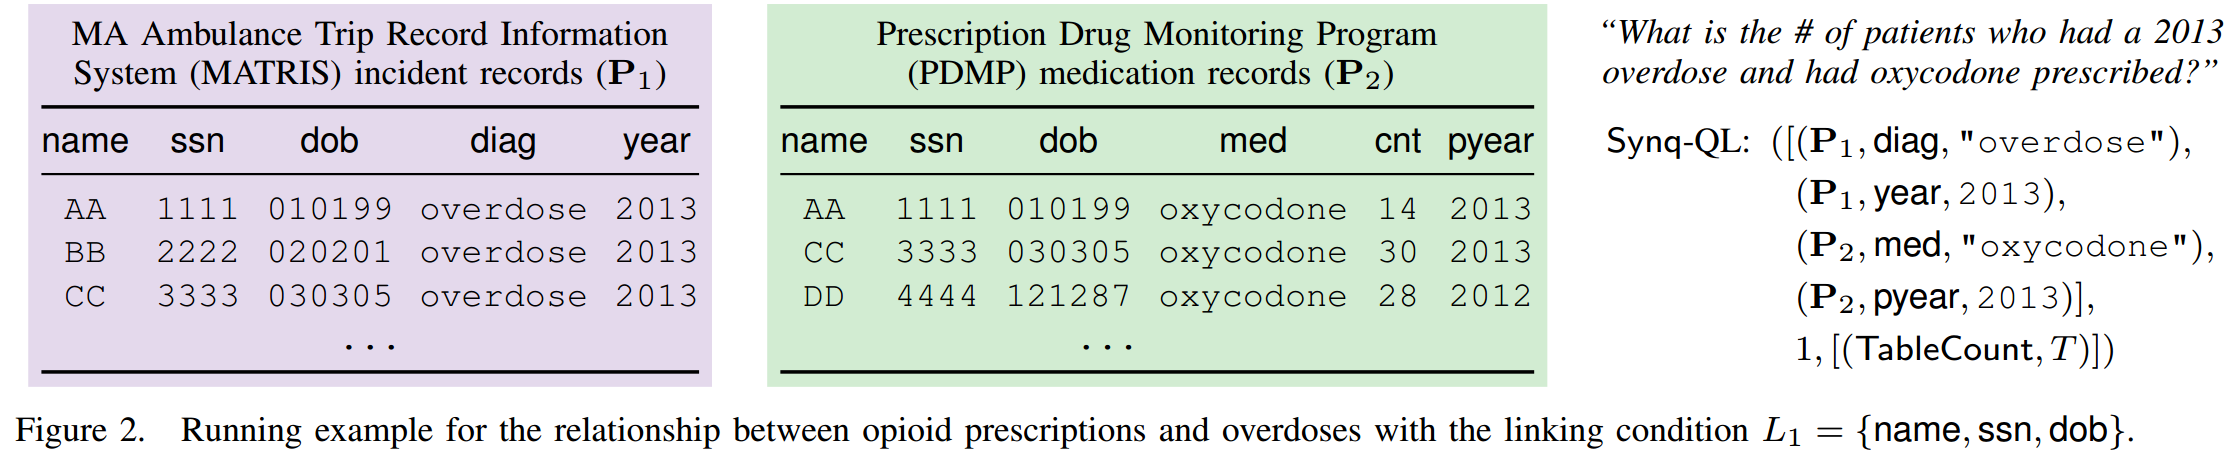 MA Ambulance Trip Record Information
System (MATRIS) incident records (P₁)
name ssn dob diag year
AA 1111 010199 overdose 2013
BB 2222 020201 overdose 2013
CC 3333 030305 overdose 2013
...
Prescription Drug Monitoring Program
(PDMP) medication records (P₂)
name ssn dob med cnt pyear
AA 1111 010199 oxycodone 14 2013
CC 3333 030305 oxycodone 30 2013
DD 4444 121287 oxycodone 28 2012
...
“What is the # of patients who had a 2013
overdose and had oxycodone prescribed?”
Synq-QL: ([(P₁, diag, "overdose"),
(P₁, year, 2013),
(P₂, med, "oxycodone"),
(P₂, pyear, 2013)],
1, [(TableCount, T)])
Figure 2. Running example for the relationship between opioid prescriptions and overdoses with the linking condition L₁ = {name, ssn, dob}.